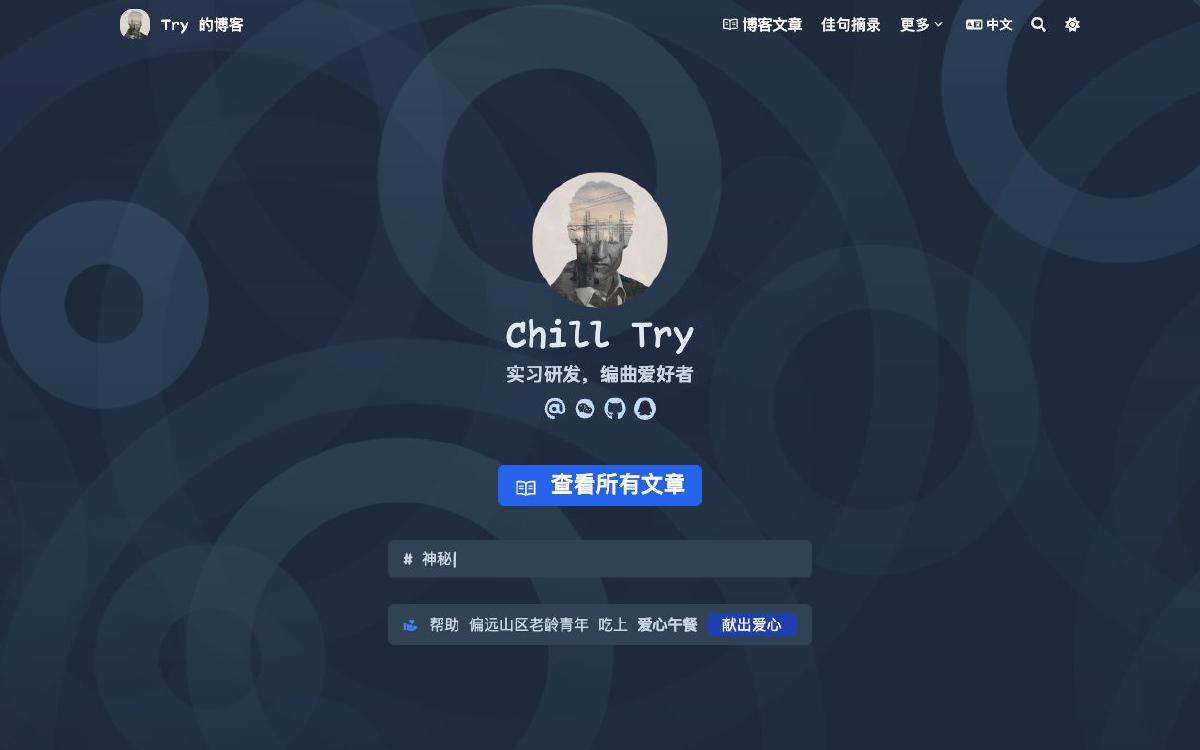 Try 的博客
博客文章 佳句摘录 更多 中文
Chill Try
实习研发，编曲爱好者
查看所有文章
# 神秘
帮助 偏远山区老龄青年 吃上 爱心午餐 献出爱心